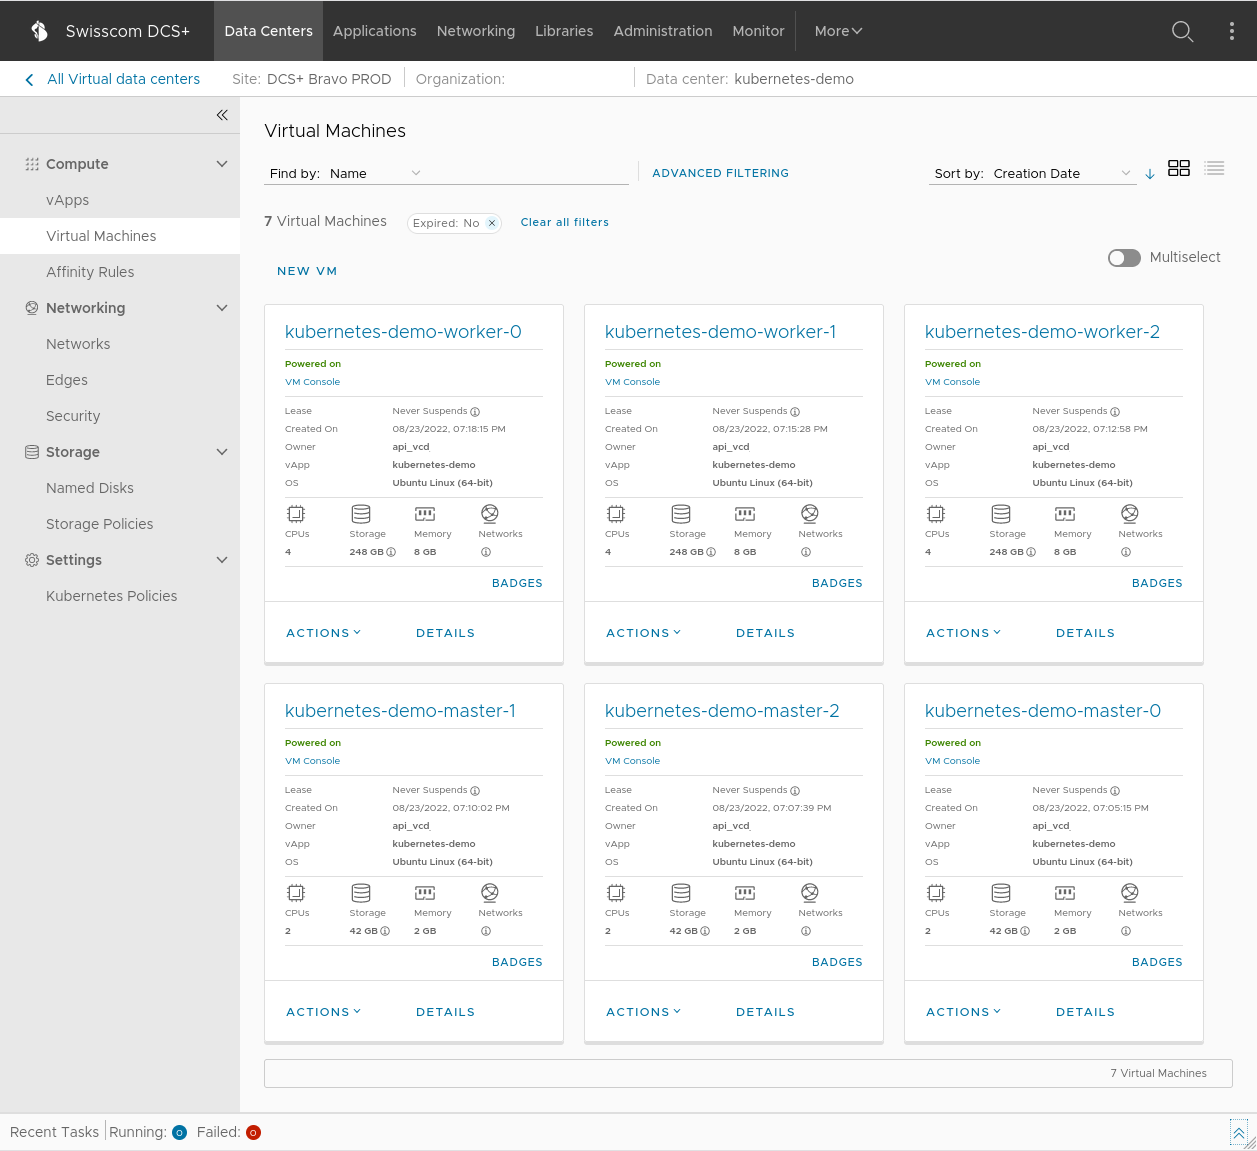 Swisscom DCS+ Data Centers Applications Networking Libraries Administration Monitor More
All Virtual data centers Site: DCS+ Bravo PROD Organization: Data center: kubernetes-demo
Compute
vApps
Virtual Machines
Affinity Rules
Networking
Networks
Edges
Security
Storage
Named Disks
Storage Policies
Settings
Kubernetes Policies
Virtual Machines
Find by: Name ADVANCED FILTERING Sort by: Creation Date
7 Virtual Machines Expired: No Clear all filters
Multiselect
NEW VM
kubernetes-demo-worker-0
Powered on
VM Console
Lease Never Suspends
Created On 08/23/2022, 07:18:15 PM
Owner api_vcd
vApp kubernetes-demo
OS Ubuntu Linux (64-bit)
CPUs Storage Memory Networks
4 248 GB 8 GB
BADGES
ACTIONS DETAILS
kubernetes-demo-worker-1
Powered on
VM Console
Lease Never Suspends
Created On 08/23/2022, 07:15:28 PM
Owner api_vcd
vApp kubernetes-demo
OS Ubuntu Linux (64-bit)
CPUs Storage Memory Networks
4 248 GB 8 GB
BADGES
ACTIONS DETAILS
kubernetes-demo-worker-2
Powered on
VM Console
Lease Never Suspends
Created On 08/23/2022, 07:12:58 PM
Owner api_vcd
vApp kubernetes-demo
OS Ubuntu Linux (64-bit)
CPUs Storage Memory Networks
4 248 GB 8 GB
BADGES
ACTIONS DETAILS
kubernetes-demo-master-1
Powered on
VM Console
Lease Never Suspends
Created On 08/23/2022, 07:10:02 PM
Owner api_vcd
vApp kubernetes-demo
OS Ubuntu Linux (64-bit)
CPUs Storage Memory Networks
2 42 GB 2 GB
BADGES
ACTIONS DETAILS
kubernetes-demo-master-2
Powered on
VM Console
Lease Never Suspends
Created On 08/23/2022, 07:07:39 PM
Owner api_vcd
vApp kubernetes-demo
OS Ubuntu Linux (64-bit)
CPUs Storage Memory Networks
2 42 GB 2 GB
BADGES
ACTIONS DETAILS
kubernetes-demo-master-0
Powered on
VM Console
Lease Never Suspends
Created On 08/23/2022, 07:05:15 PM
Owner api_vcd
vApp kubernetes-demo
OS Ubuntu Linux (64-bit)
CPUs Storage Memory Networks
2 42 GB 2 GB
BADGES
ACTIONS DETAILS
7 Virtual Machines
Recent Tasks Running: 0 Failed: 0